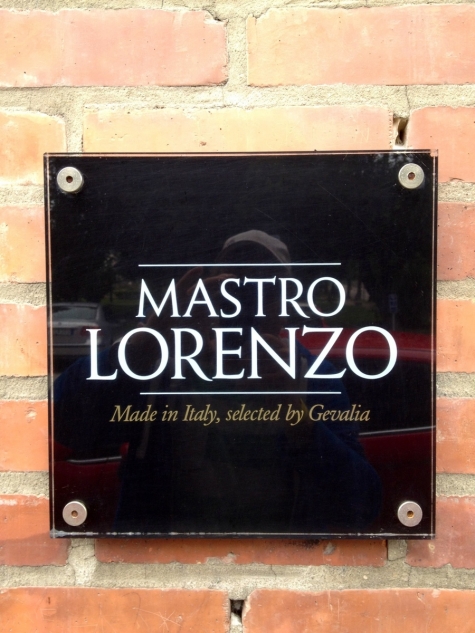 MASTRO
LORENZO
Made in Italy, selected by Gevalia